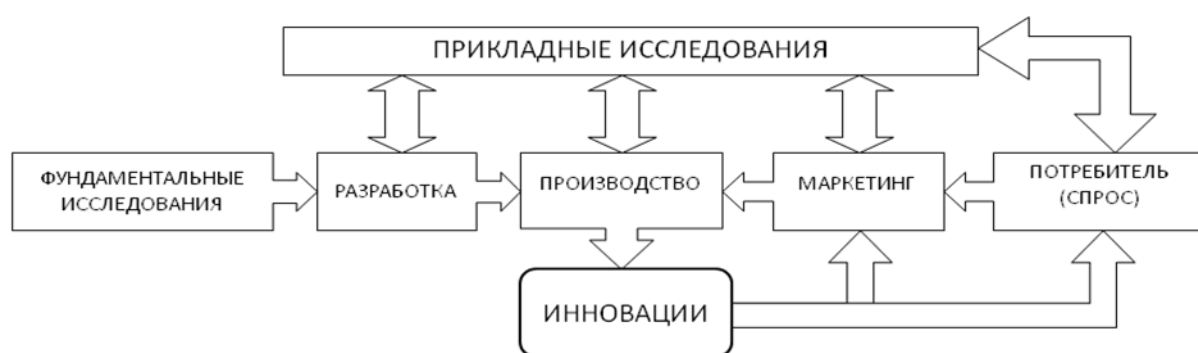 ПРИКЛАДНЫЕ ИССЛЕДОВАНИЯ
ФУНДАМЕНТАЛЬНЫЕ
ИССЛЕДОВАНИЯ
РАЗРАБОТКА
ПРОИЗВОДСТВО
МАРКЕТИНГ
ПОТРЕБИТЕЛЬ
(СПРОС)
ИННОВАЦИИ